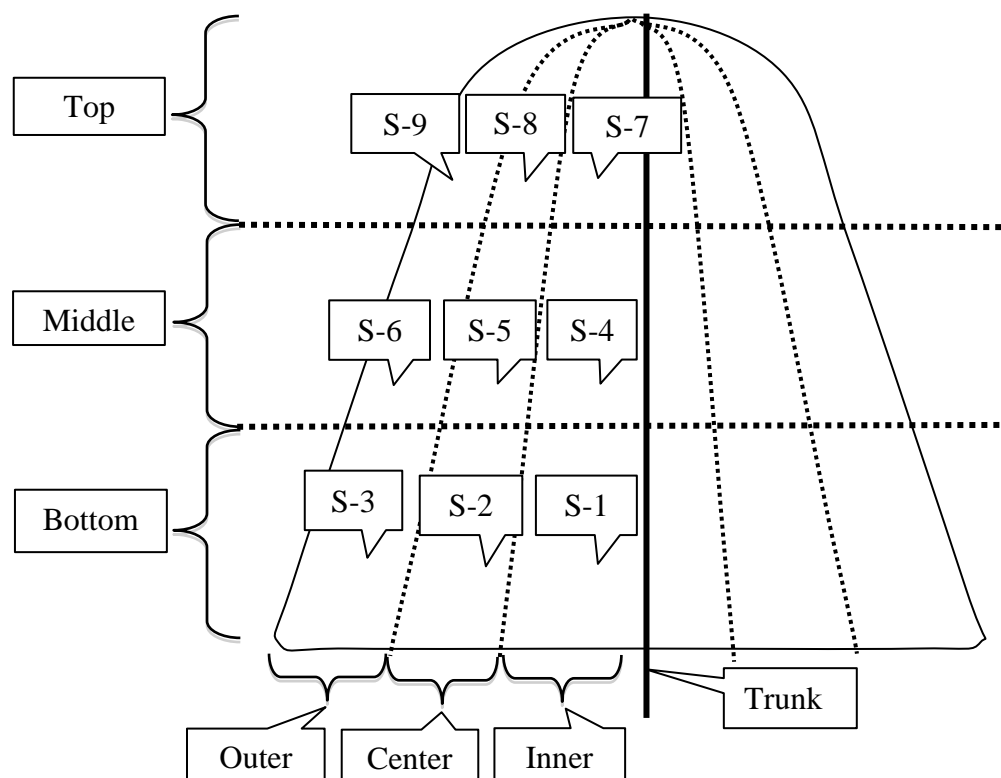 Top
S-9
S-8
S-7
Middle
S-6
S-5
S-4
Bottom
S-3
S-2
S-1
Trunk
Outer
Center
Inner